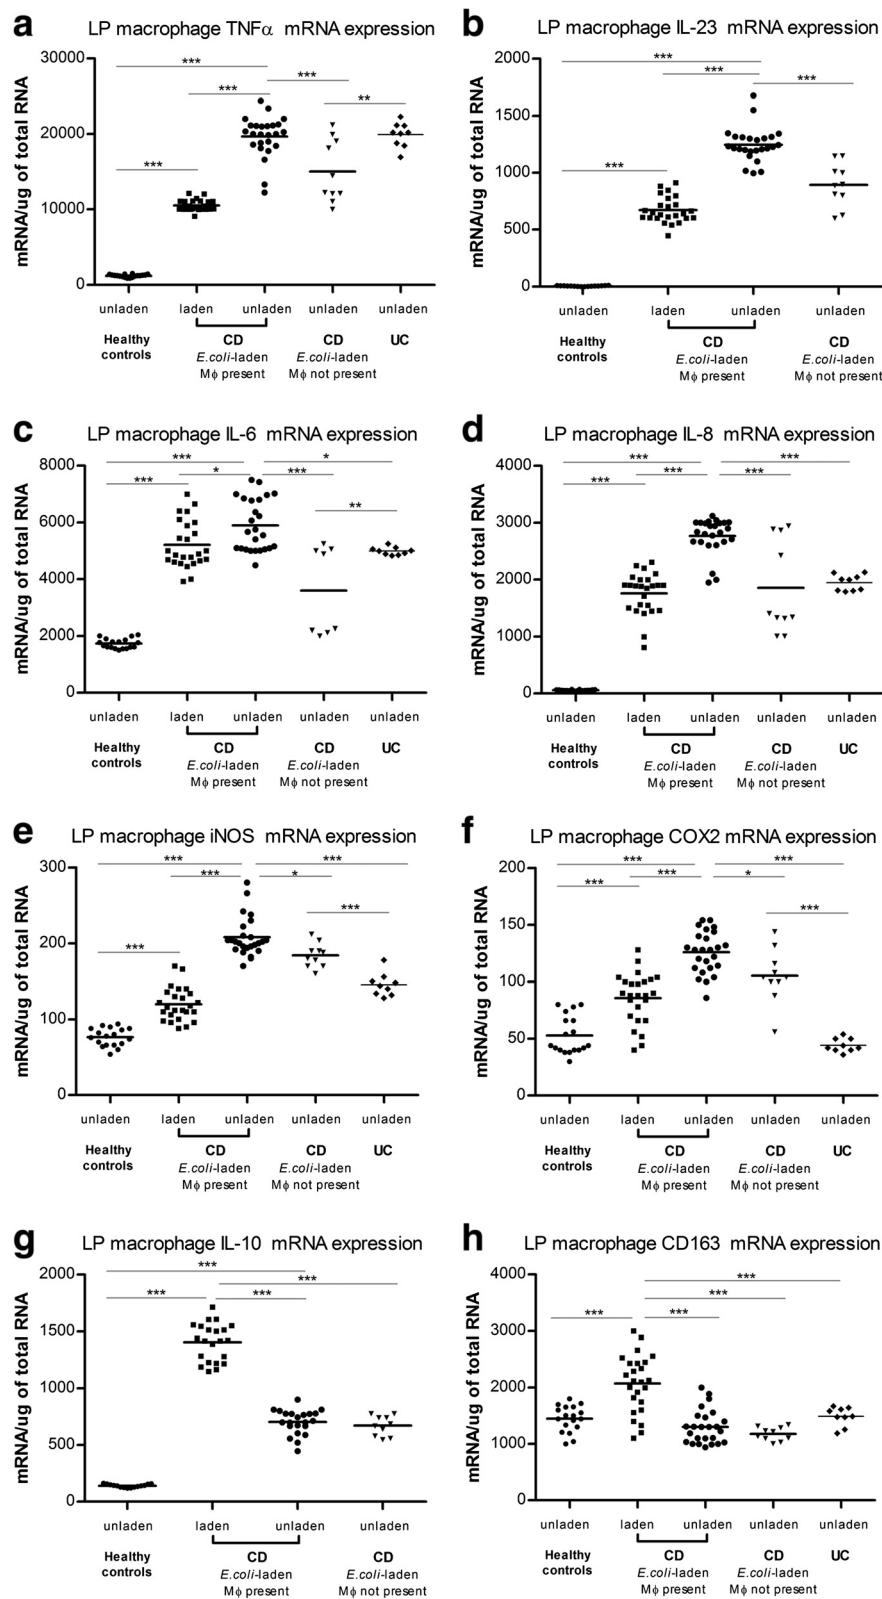 a
LP macrophage TNFα mRNA expression
mRNA/ug of total RNA
30000
20000
10000
0
***
***
***
***
**
unladen
laden
unladen
unladen
unladen
Healthy
controls
CD
E.coli-laden
Mϕ present
CD
E.coli-laden
Mϕ not present
UC
b
LP macrophage IL-23 mRNA expression
mRNA/ug of total RNA
2000
1500
1000
500
0
***
***
***
***
unladen
laden
unladen
unladen
Healthy
controls
CD
E.coli-laden
Mϕ present
CD
E.coli-laden
Mϕ not present
c
LP macrophage IL-6 mRNA expression
mRNA/ug of total RNA
8000
6000
4000
2000
0
***
*
***
*
***
**
unladen
laden
unladen
unladen
unladen
Healthy
controls
CD
E.coli-laden
Mϕ present
CD
E.coli-laden
Mϕ not present
UC
d
LP macrophage IL-8 mRNA expression
mRNA/ug of total RNA
4000
3000
2000
1000
0
***
***
***
***
***
unladen
laden
unladen
unladen
unladen
Healthy
controls
CD
E.coli-laden
Mϕ present
CD
E.coli-laden
Mϕ not present
UC
e
LP macrophage iNOS mRNA expression
mRNA/ug of total RNA
300
200
100
0
***
***
***
*
***
***
unladen
laden
unladen
unladen
unladen
Healthy
controls
CD
E.coli-laden
Mϕ present
CD
E.coli-laden
Mϕ not present
UC
f
LP macrophage COX2 mRNA expression
mRNA/ug of total RNA
200
150
100
50
0
***
***
***
*
***
***
unladen
laden
unladen
unladen
unladen
Healthy
controls
CD
E.coli-laden
Mϕ present
CD
E.coli-laden
Mϕ not present
UC
g
LP macrophage IL-10 mRNA expression
mRNA/ug of total RNA
2000
1500
1000
500
0
***
***
***
***
unladen
laden
unladen
unladen
Healthy
controls
CD
E.coli-laden
Mϕ present
CD
E.coli-laden
Mϕ not present
h
LP macrophage CD163 mRNA expression
mRNA/ug of total RNA
4000
3000
2000
1000
0
***
***
***
***
unladen
laden
unladen
unladen
unladen
Healthy
controls
CD
E.coli-laden
Mϕ present
CD
E.coli-laden
Mϕ not present
UC